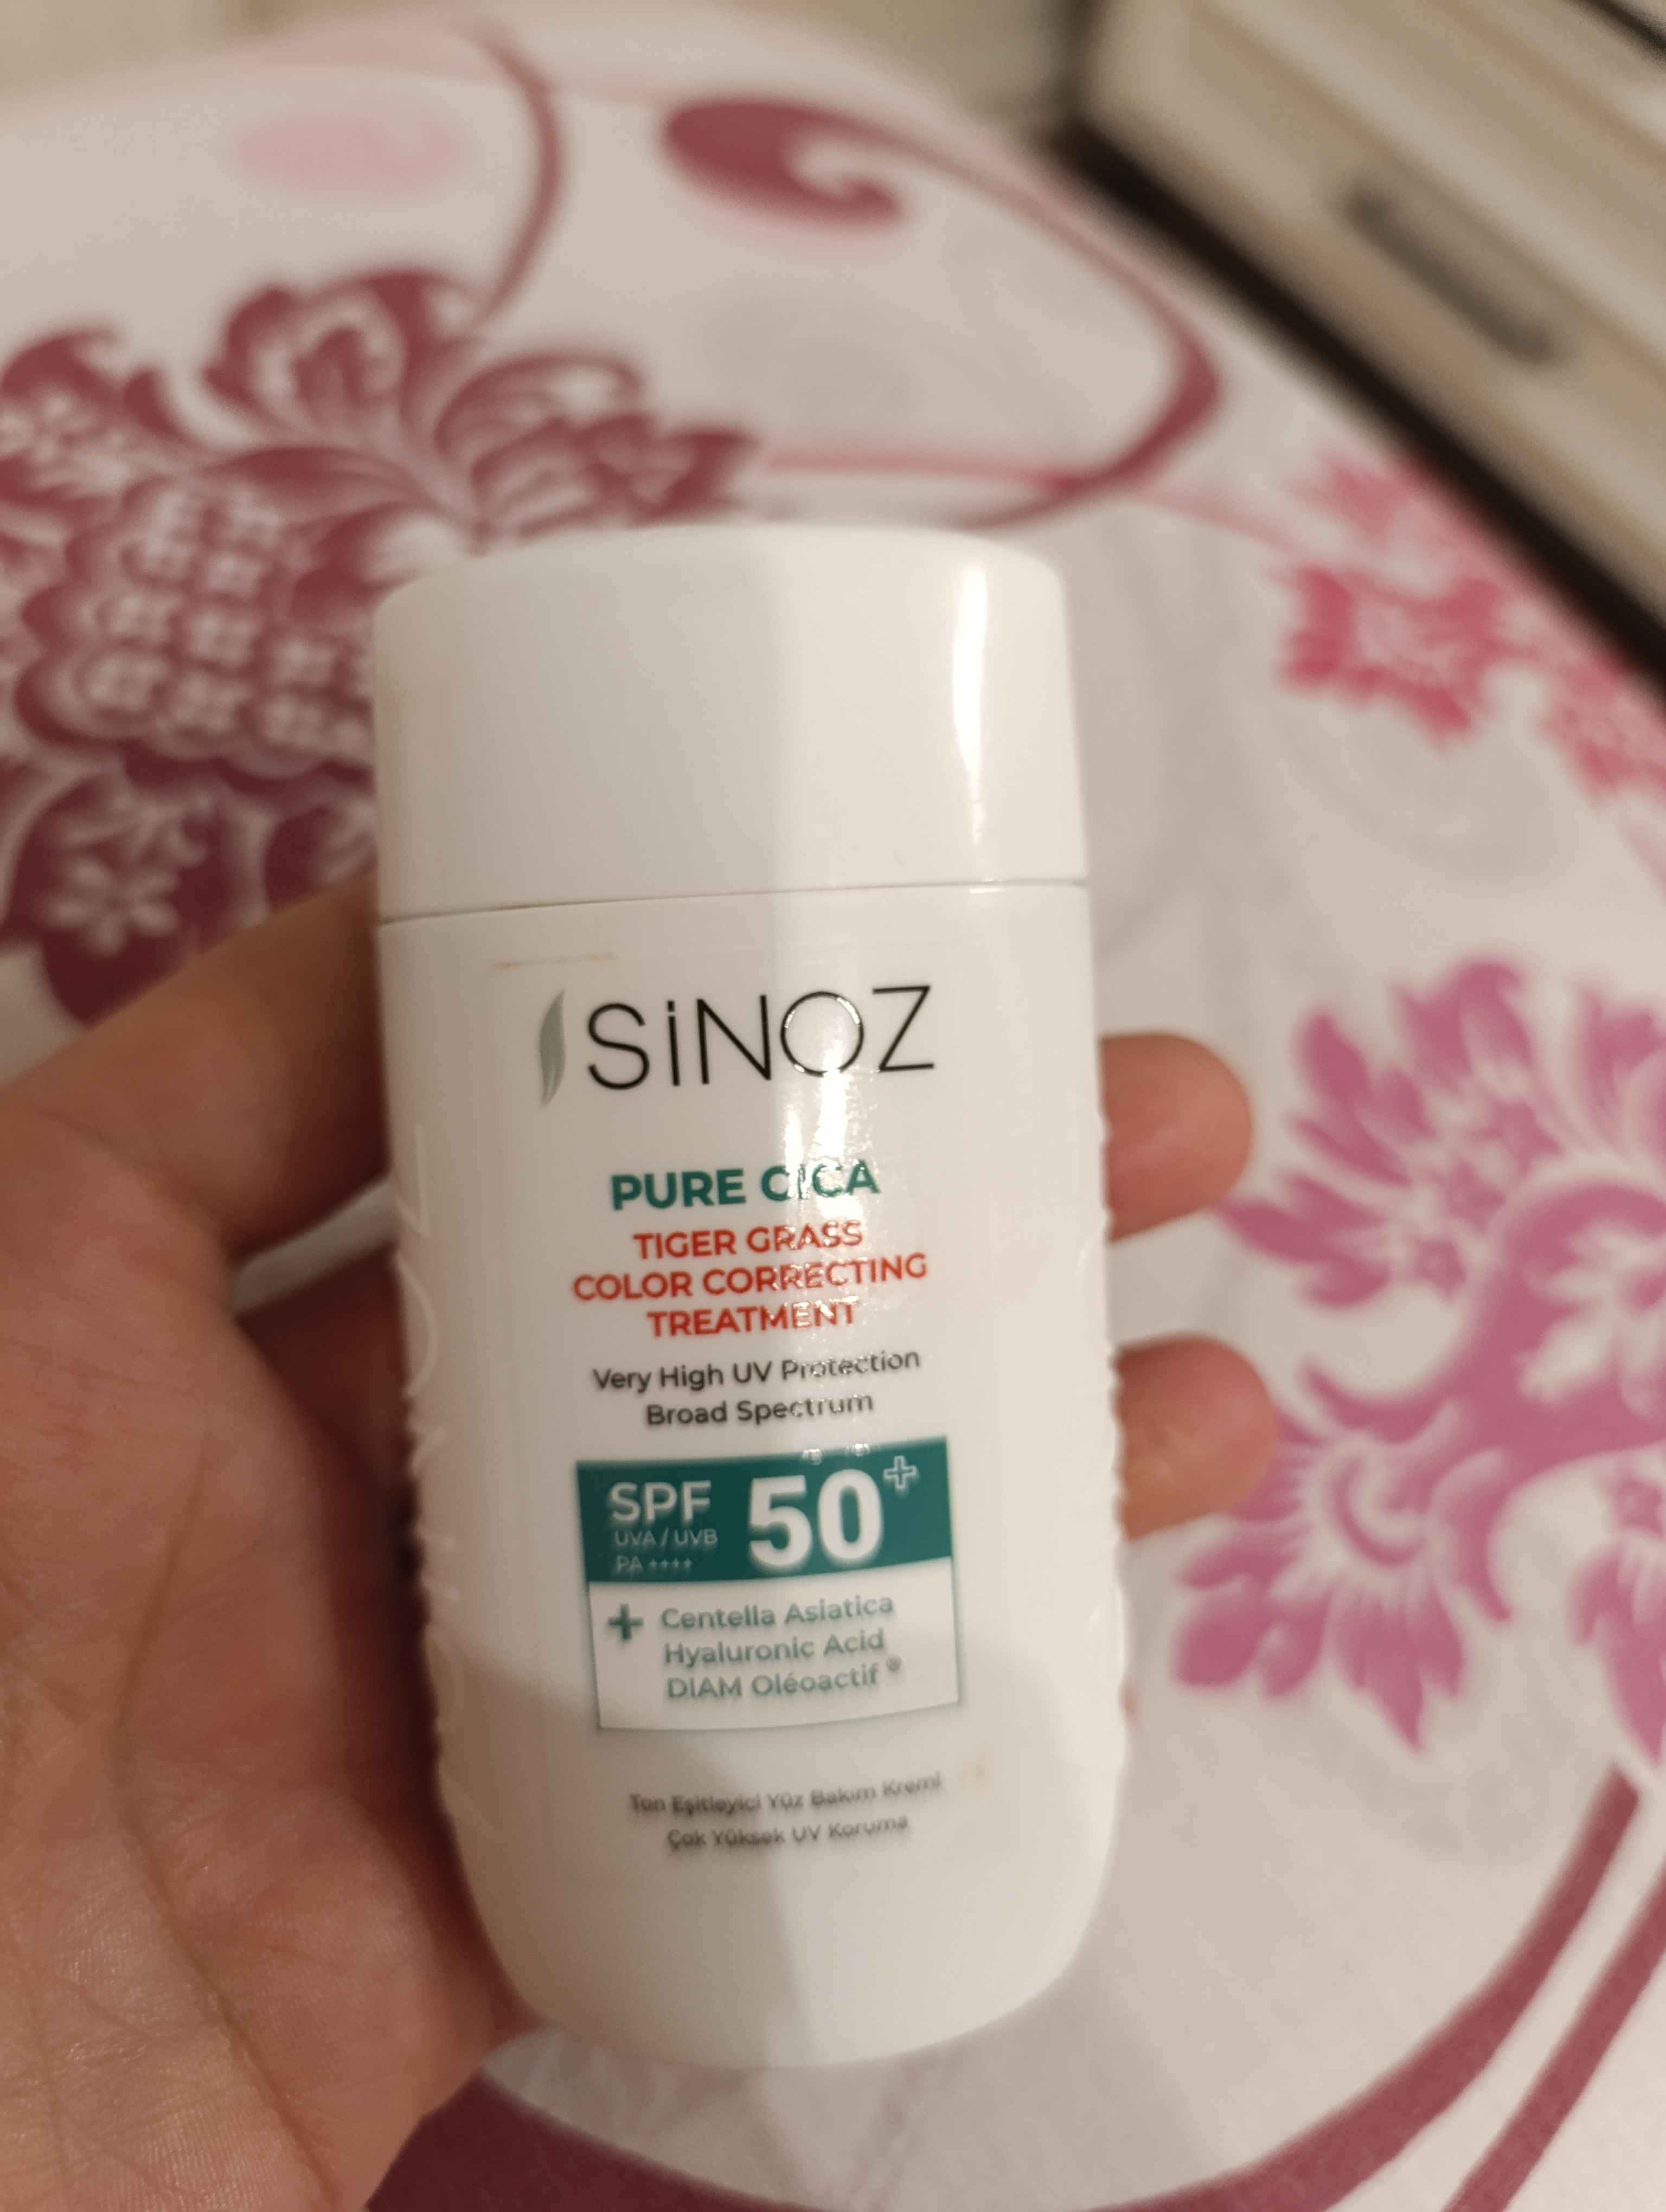 SiNOZ
PURE CICA
TIGER GRASS
COLOR CORRECTING
TREATMENT
Very High UV Protection
Broad Spectrum
SPF 50+
UVA / UVB
PA ++++
+ Centella Asiatica
Hyaluronic Acid
DIAM Oléoactif ®
Ton Eşitleyici Yüz Bakım Kremi
Çok Yüksek UV Koruma